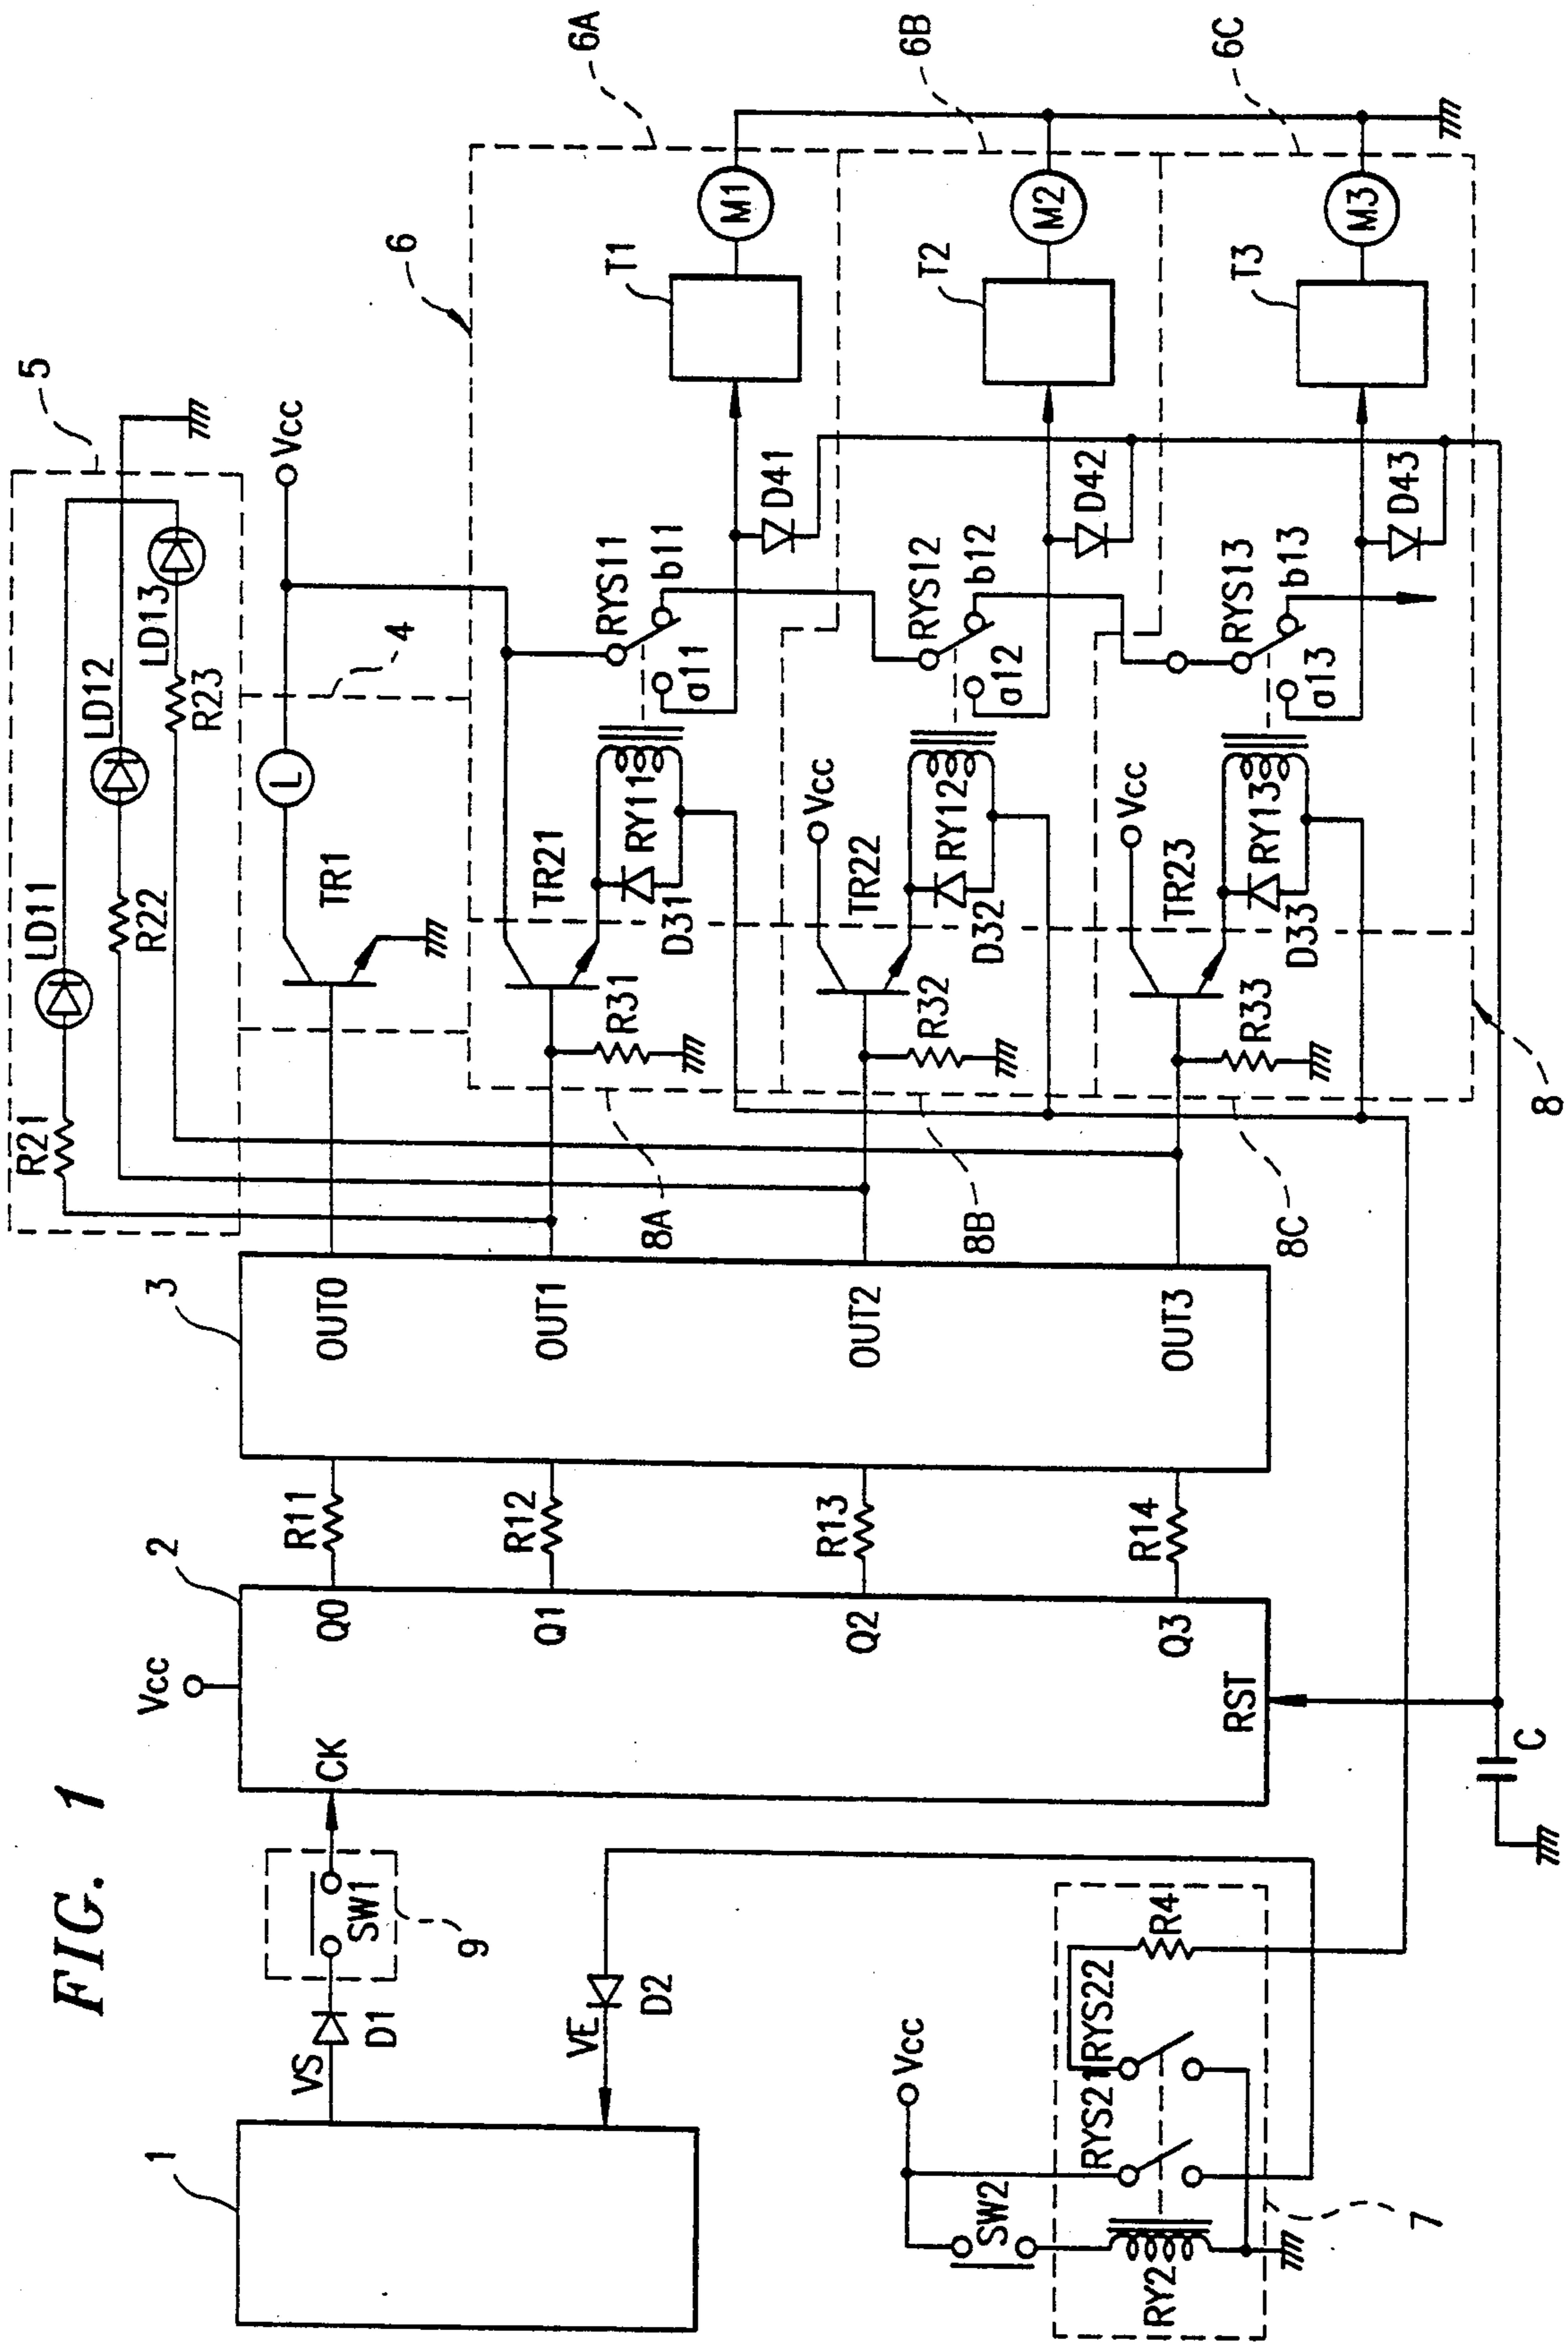 FIG. 1
1
VS
D1
SW1
9
VE
D2
Vcc
SW2
RY2
RYS21
RYS22
R4
7
Vcc
2
CK
Q0
Q1
Q2
Q3
RST
C
R11
R12
R13
R14
3
OUT0
OUT1
OUT2
OUT3
5
R21
LD11
R22
LD12
R23
LD13
Vcc
4
L
TR1
6
6A
6B
6C
8A
8B
8C
8
R31
TR21
D31
RY11
RYS11
a11
b11
D41
T1
M1
R32
TR22
Vcc
D32
RY12
RYS12
a12
b12
D42
T2
M2
R33
TR23
Vcc
D33
RY13
RYS13
a13
b13
D43
T3
M3